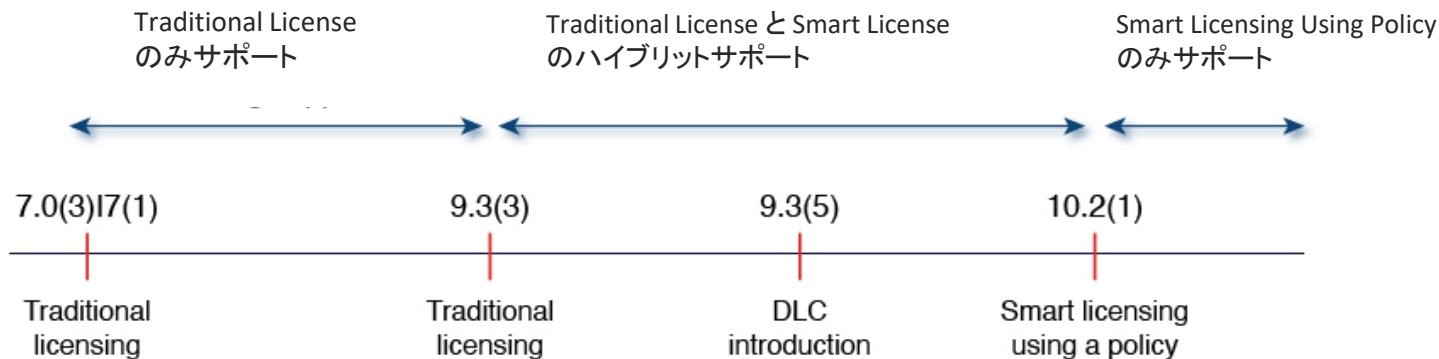 Traditional License
のみサポート
Traditional License と Smart License
のハイブリットサポート
Smart Licensing Using Policy
のみサポート
7.0(3)I7(1)
9.3(3)
9.3(5)
10.2(1)
Traditional
licensing
Traditional
licensing
DLC
introduction
Smart licensing
using a policy